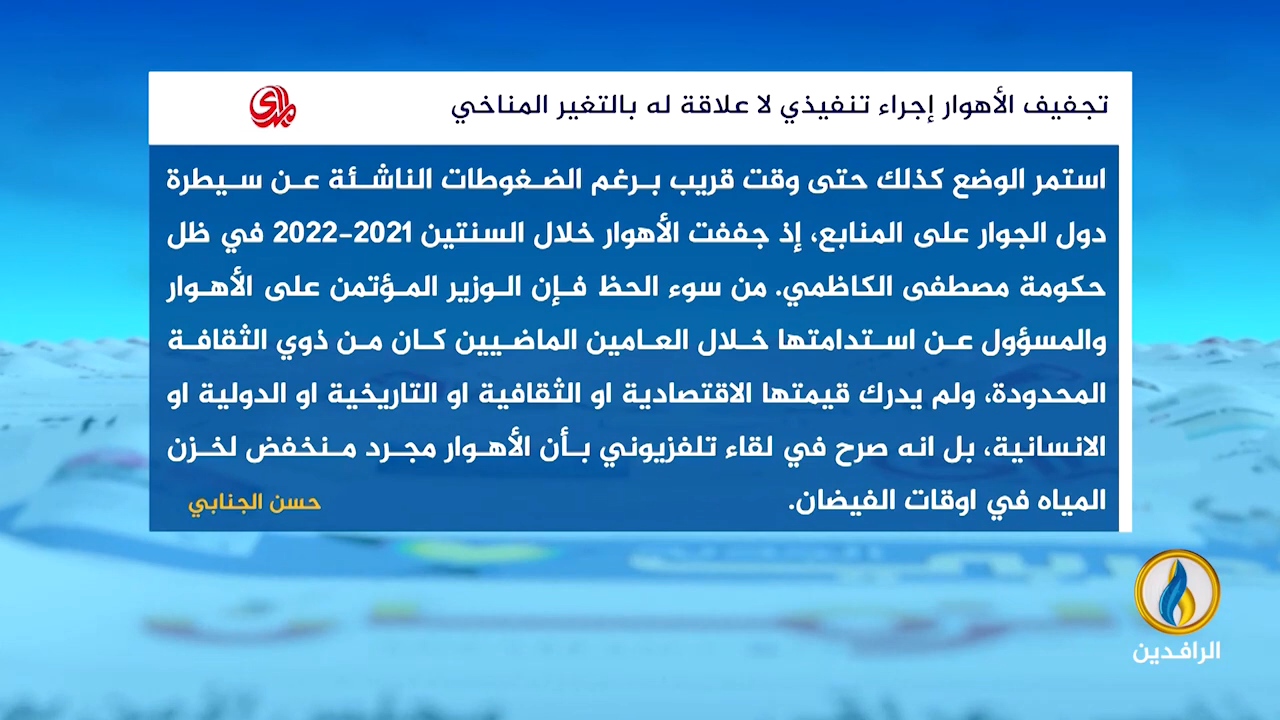 تجفيف الأهوار إجراء تنفيذي لا علاقة له بالتغير المناخي
المدى
استمر الوضع كذلك حتى وقت قريب برغم الضغوطات الناشئة عن سيطرة
دول الجوار على المنابع، إذ جففت الأهوار خلال السنتين 2021-2022 في ظل
حكومة مصطفى الكاظمي. من سوء الحظ فإن الوزير المؤتمن على الأهوار
والمسؤول عن استدامتها خلال العامين الماضيين كان من ذوي الثقافة
المحدودة، ولم يدرك قيمتها الاقتصادية او الثقافية او التاريخية او الدولية او
الانسانية، بل انه صرح في لقاء تلفزيوني بأن الأهوار مجرد منخفض لخزن
المياه في اوقات الفيضان.
حسن الجنابي
الرافدين